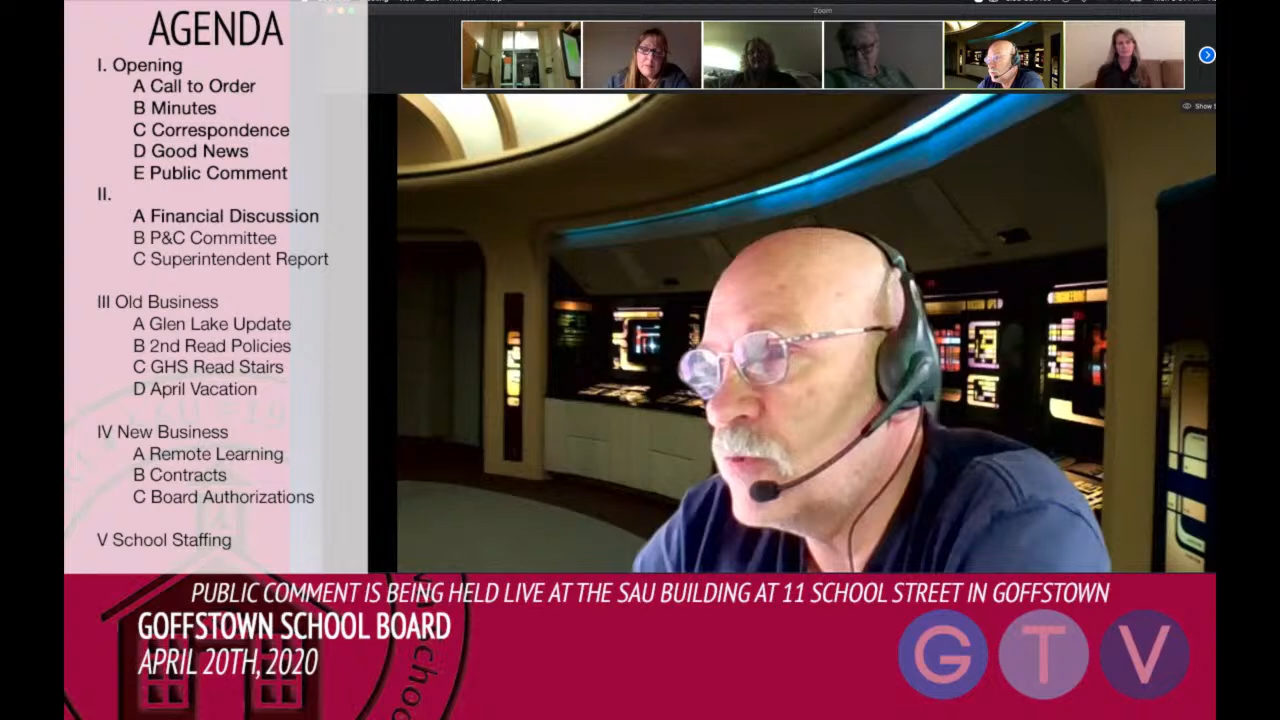 AGENDA
I. Opening
A Call to Order
B Minutes
C Correspondence
D Good News
E Public Comment
II.
A Financial Discussion
B P&C Committee
C Superintendent Report
III Old Business
A Glen Lake Update
B 2nd Read Policies
C GHS Read Stairs
D April Vacation
IV New Business
A Remote Learning
B Contracts
C Board Authorizations
V School Staffing
Zoom
Show
PUBLIC COMMENT IS BEING HELD LIVE AT THE SAU BUILDING AT 11 SCHOOL STREET IN GOFFSTOWN
GOFFSTOWN SCHOOL BOARD
APRIL 20TH, 2020
G T V